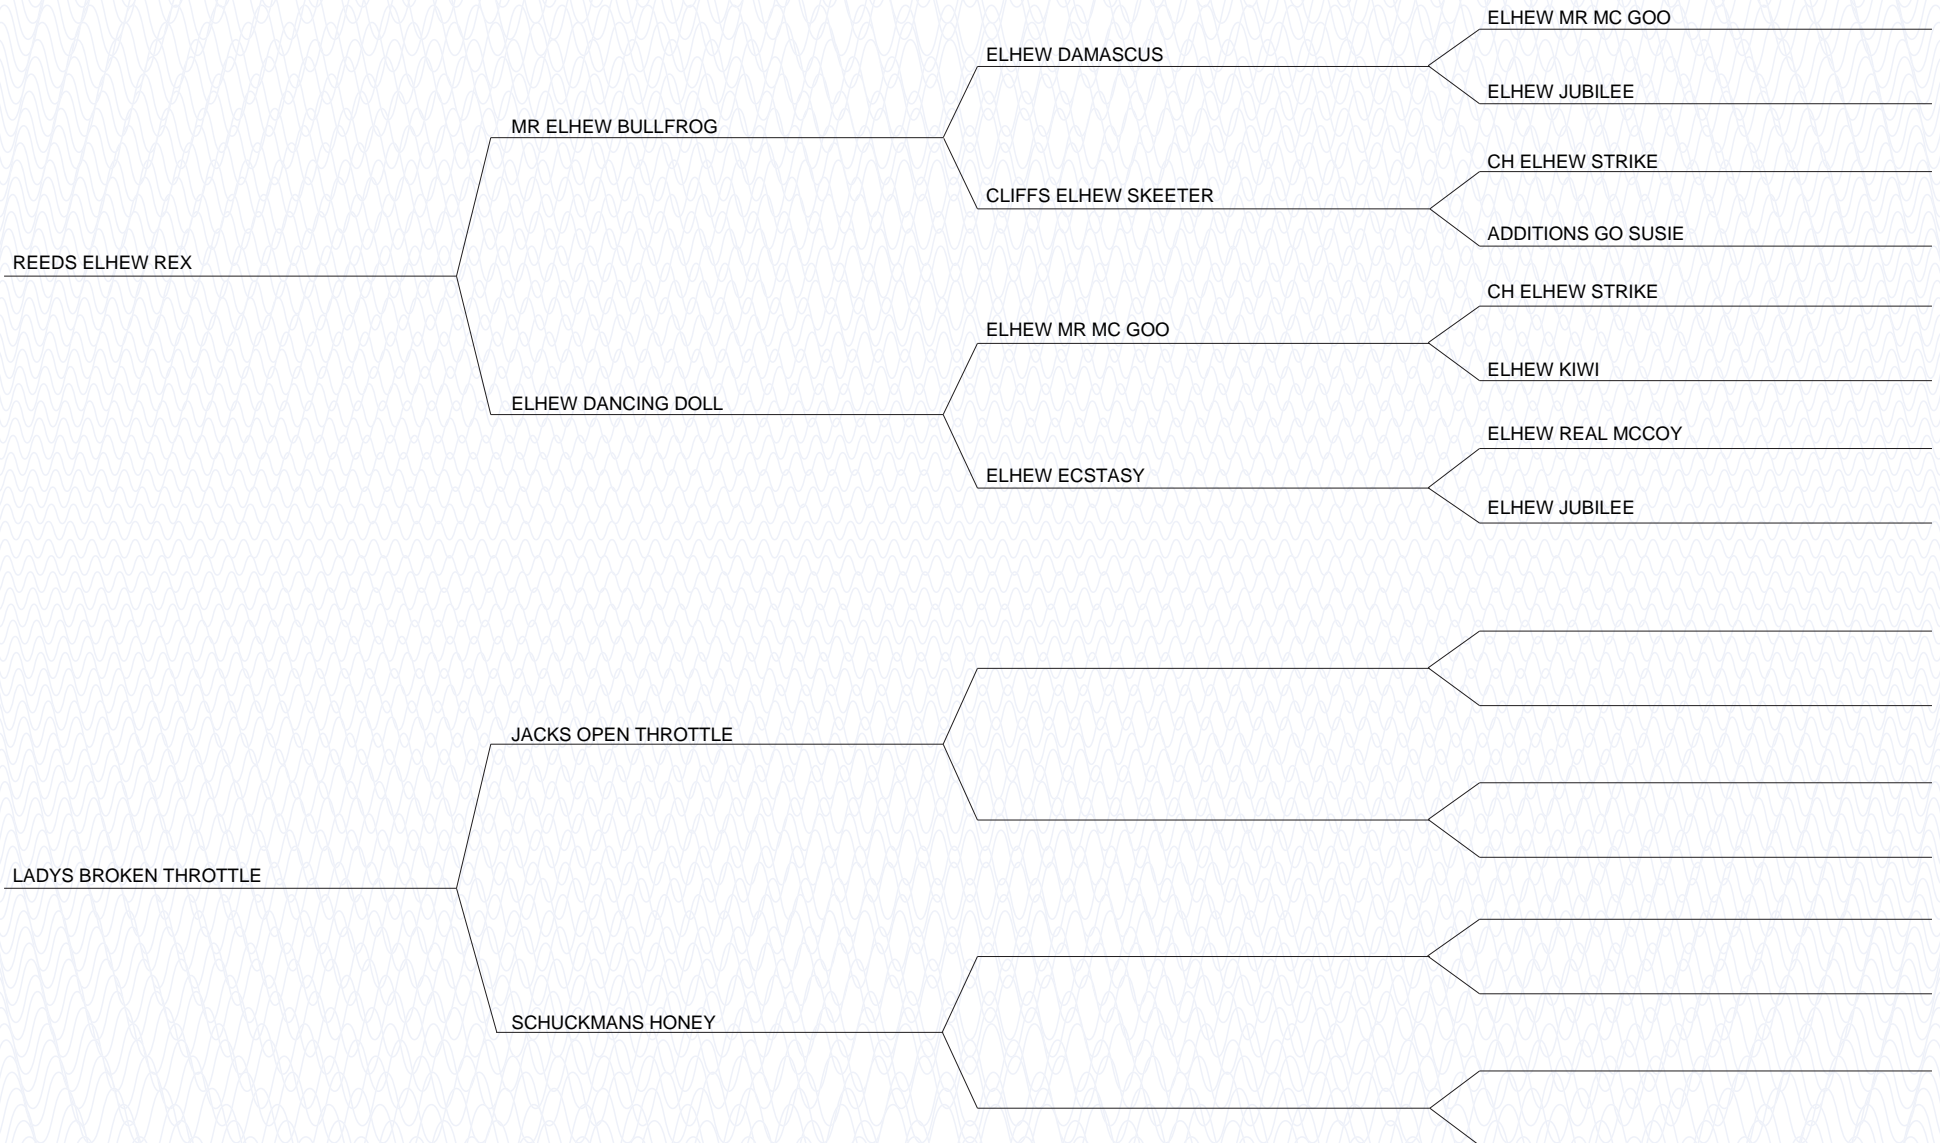 ELHEW MR MC GOO
ELHEW DAMASCUS
ELHEW JUBILEE
MR ELHEW BULLFROG
CH ELHEW STRIKE
CLIFFS ELHEW SKEETER
ADDITIONS GO SUSIE
REEDS ELHEW REX
CH ELHEW STRIKE
ELHEW MR MC GOO
ELHEW KIWI
ELHEW DANCING DOLL
ELHEW REAL MCCOY
ELHEW ECSTASY
ELHEW JUBILEE
JACKS OPEN THROTTLE
LADYS BROKEN THROTTLE
SCHUCKMANS HONEY